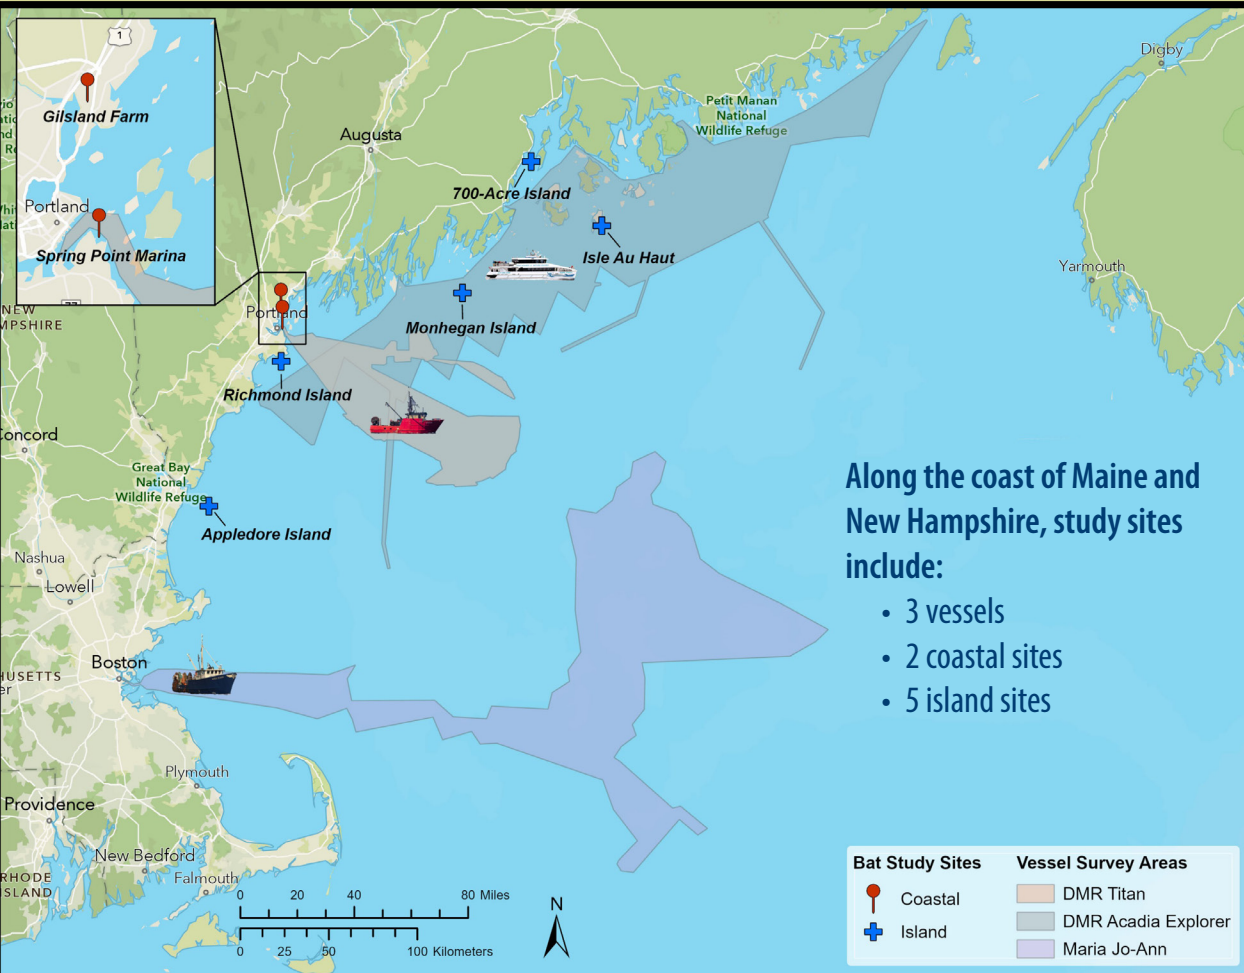 1
Gilsland Farm
Portland
Spring Point Marina
Digby
Petit Manan
National
Wildlife Refuge
Augusta
700-Acre Island
Isle Au Haut
Yarmouth
Portland
Monhegan Island
NEW
MPSHIRE
Richmond Island
Concord
Great Bay
National
Wildlife Refuge
Appledore Island
Along the coast of Maine and
New Hampshire, study sites
include:
• 3 vessels
• 2 coastal sites
• 5 island sites
Nashua
Lowell
Boston
HUSETTS
Plymouth
Providence
New Bedford
RHODE
ISLAND
Falmouth
0 20 40 80 Miles
0 25 50 100 Kilometers
N
Bat Study Sites
Coastal
Island
Vessel Survey Areas
DMR Titan
DMR Acadia Explorer
Maria Jo-Ann